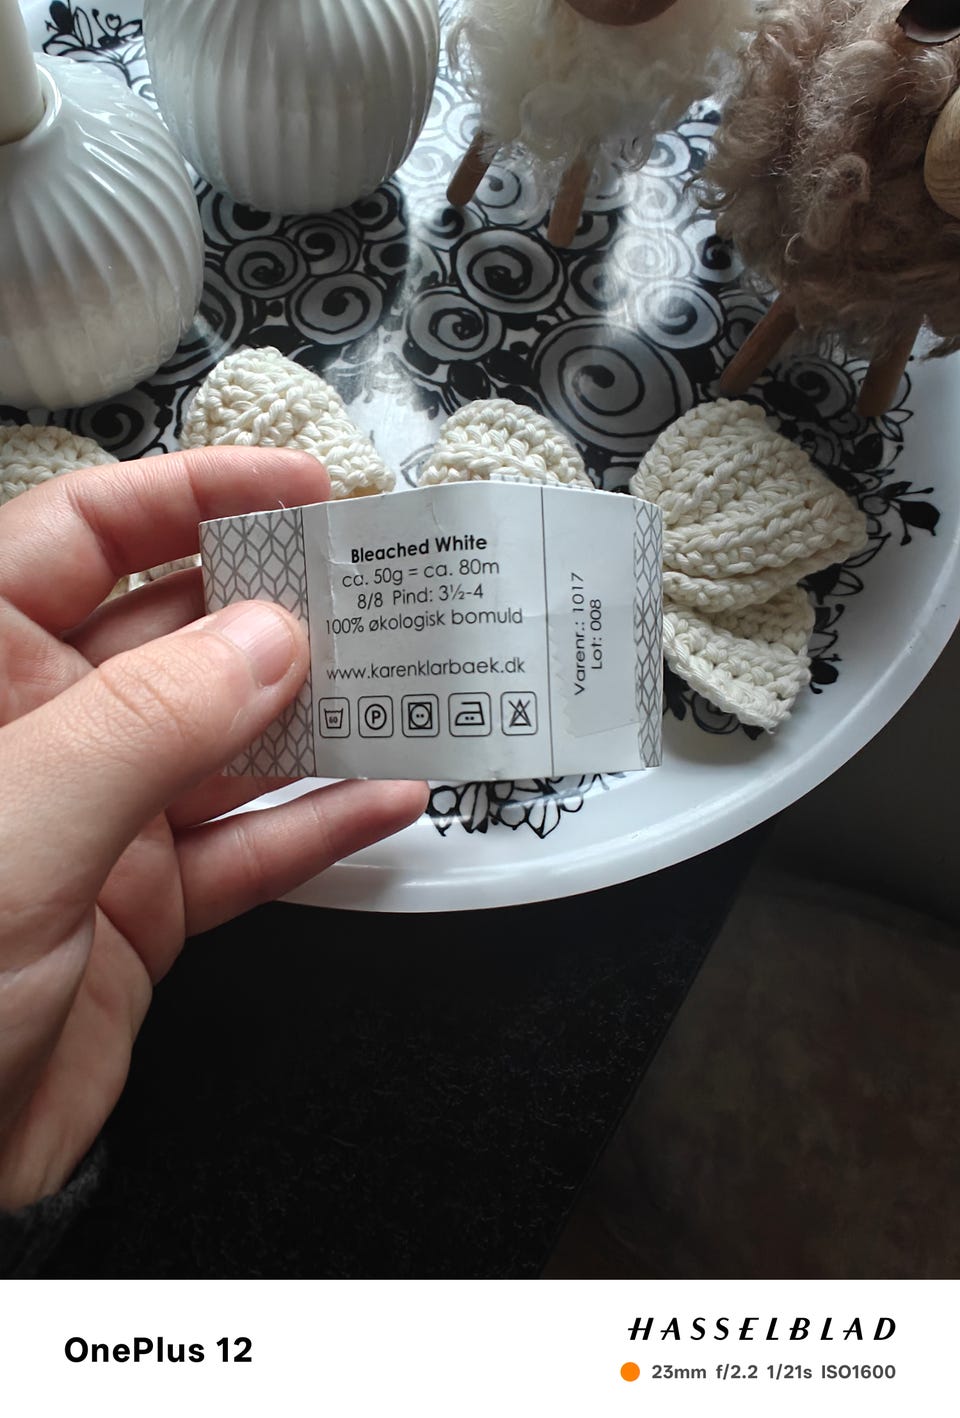 Bleached White
ca. 50g = ca. 80m
8/8 Pind: 3½-4
100% økologisk bomuld
www.karenklarbaek.dk
60
P
Varenr.: 1017
Lot: 008
OnePlus 12
HASSELBLAD
23mm f/2.2 1/21s ISO1600